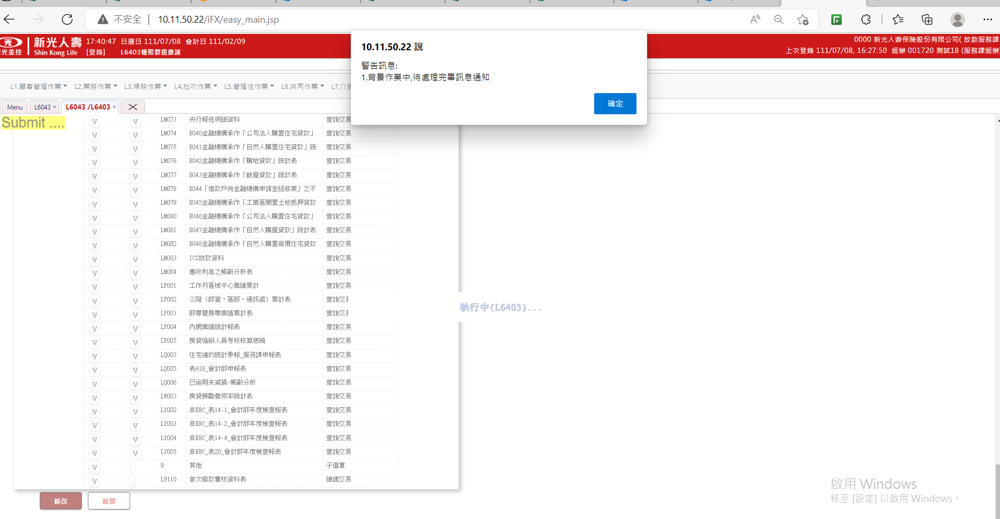 不安全 | 10.11.50.22/iFX/easy_main.jsp
光金控 新光人壽 Shin Kong Life
17:40:47 日曆日 111/07/08 會計日 111/02/09
[登錄] L6403權限群組維護
0000 新光人壽保險股份有限公司( 放款服務課
上次登錄 111/07/08, 16:27:50 經辦 001720 測試18 (服務課經辦)
10.11.50.22 說
警告訊息:
1.背景作業中,待處理完畢訊息通知
確定
L1.顧客管理作業 L2.業務作業 L3.帳務作業 L4.批次作業 L5.管理性作業 L6.共同作業 L7.介接
Menu L6043 × L6043 /L6403 ×
Submit ....
V V LM073 央行報送明細資料 查詢交易
V V LM074 B040金融機構承作「公司法人購置住宅貸款」 查詢交易
V V LM075 B041金融機構承作「自然人購置住宅貸款」統 查詢交易
V V LM076 B042金融機構承作「購地貸款」統計表 查詢交易
V V LM077 B043金融機構承作「餘屋貸款」統計表 查詢交易
V V LM078 B044「借款戶向金融機構申請並經修案」之不 查詢交易
V V LM079 B045金融機構承作「工業區閒置土地抵押貸款 查詢交易
V V LM080 B046金融機構承作「公司法人購置住宅貸款」 查詢交易
V V LM081 B047金融機構承作「自然人購屋貸款」統計表 查詢交易
V V LM082 B048金融機構承作「自然人購置高價住宅貸款 查詢交易
V V LM083 ICS放款資料 查詢交易
V V LM084 應收利息之帳齡分析表 查詢交易
V V LP001 工作月區域中心業績累計 查詢交易
V V LP002 三階（部室、區部、通訊處）累計表 查詢交易
V V LP003 部專暨房專業績累計表 查詢交易
V V LP004 內網業績統計報表 查詢交易
V V LP005 房貸協辦人員考核核算底稿 查詢交易
V V LQ003 住宅違約統計季報_服務課申報表 查詢交易
V V LQ005 表A18_會計部申報表 查詢交易
V V LQ006 已逾期未減損-帳齡分析 查詢交易
V V LW003 房貸獎勵費用率統計表 查詢交易
V V LY002 非RBC_表14-1_會計部年度檢查報表 查詢交易
V V LY003 非RBC_表14-2_會計部年度檢查報表 查詢交易
V V LY004 非RBC_表14-4_會計部年度檢查報表 查詢交易
V V LY005 非RBC_表20_會計部年度檢查報表 查詢交易
V 9 其他 子選單
V L9110 首次撥款審核資料表 維護交易
執行中(L6403)...
修改 離開
啟用 Windows
移至 [設定] 以啟用 Windows。